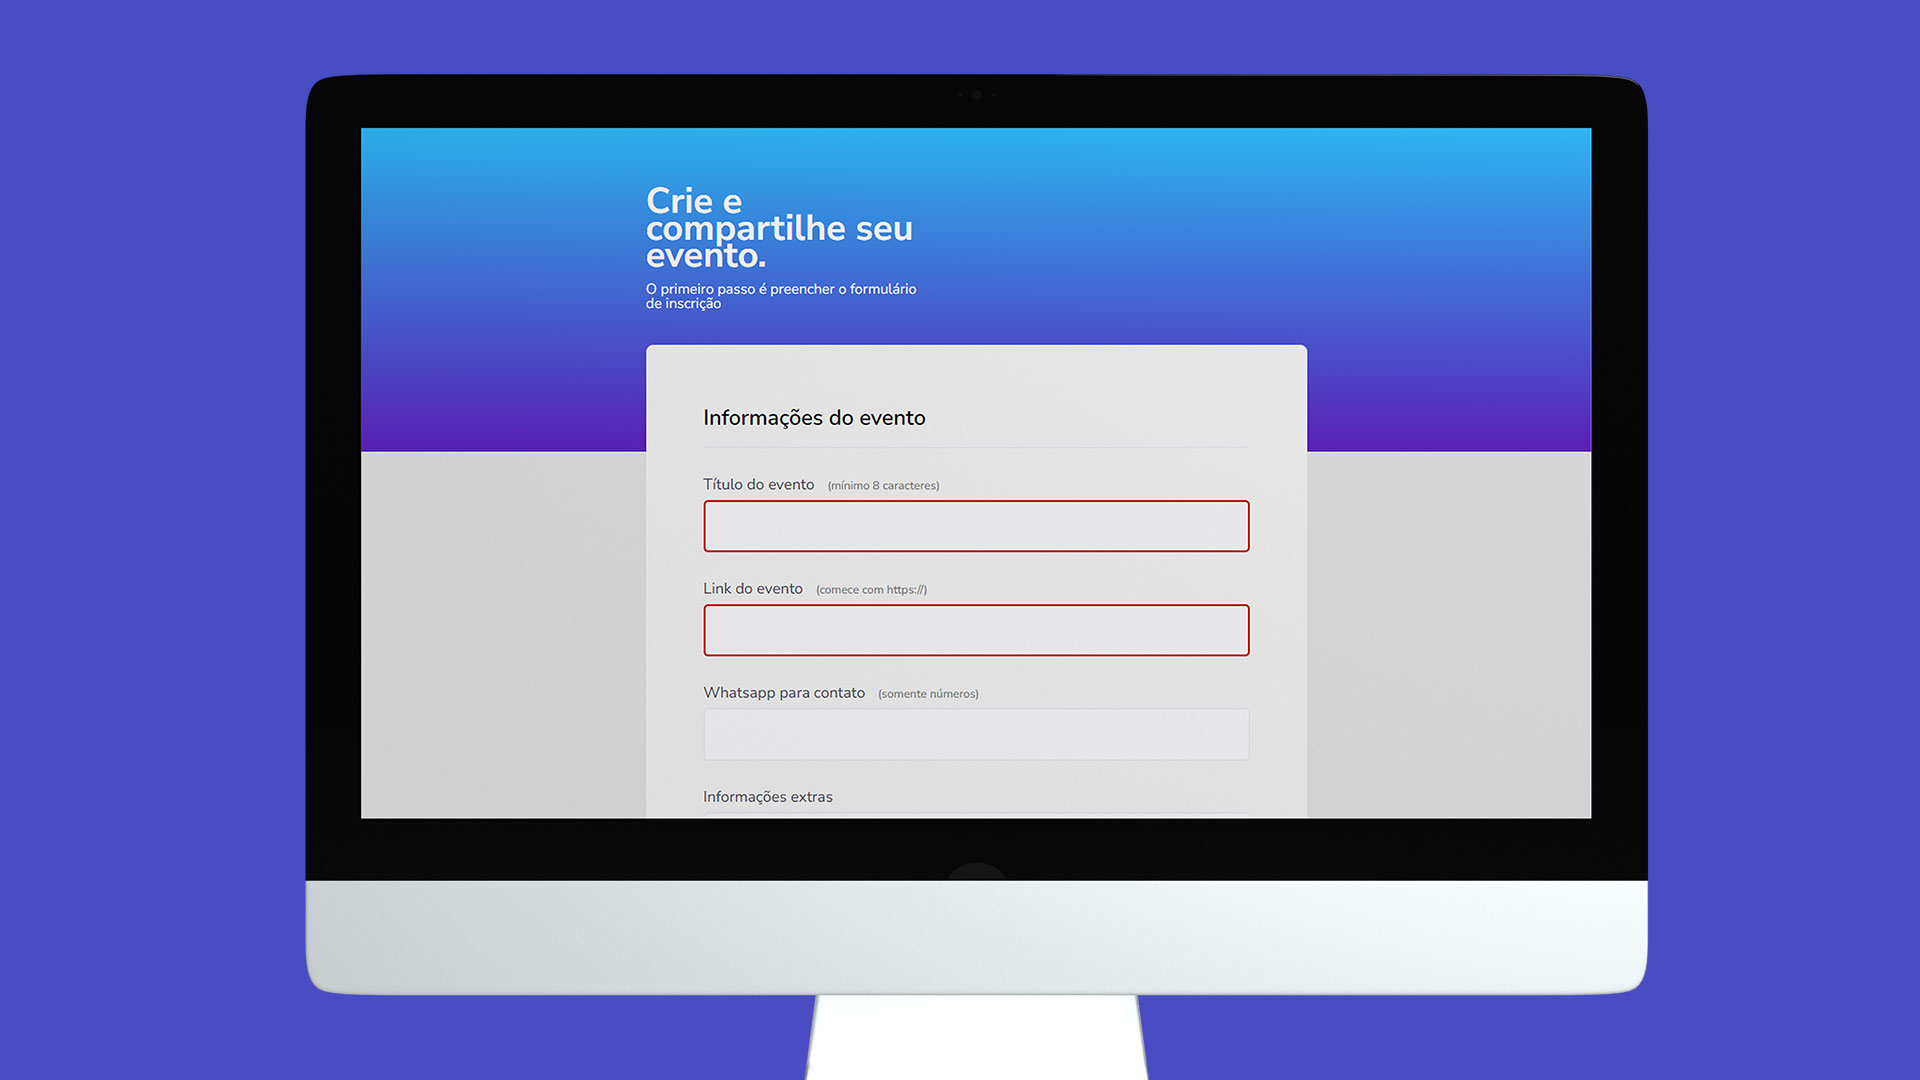 Crie e
compartilhe seu
evento.
O primeiro passo é preencher o formulário
de inscrição
Informações do evento
Título do evento (mínimo 8 caracteres)
Link do evento (comece com https://)
Whatsapp para contato (somente números)
Informações extras